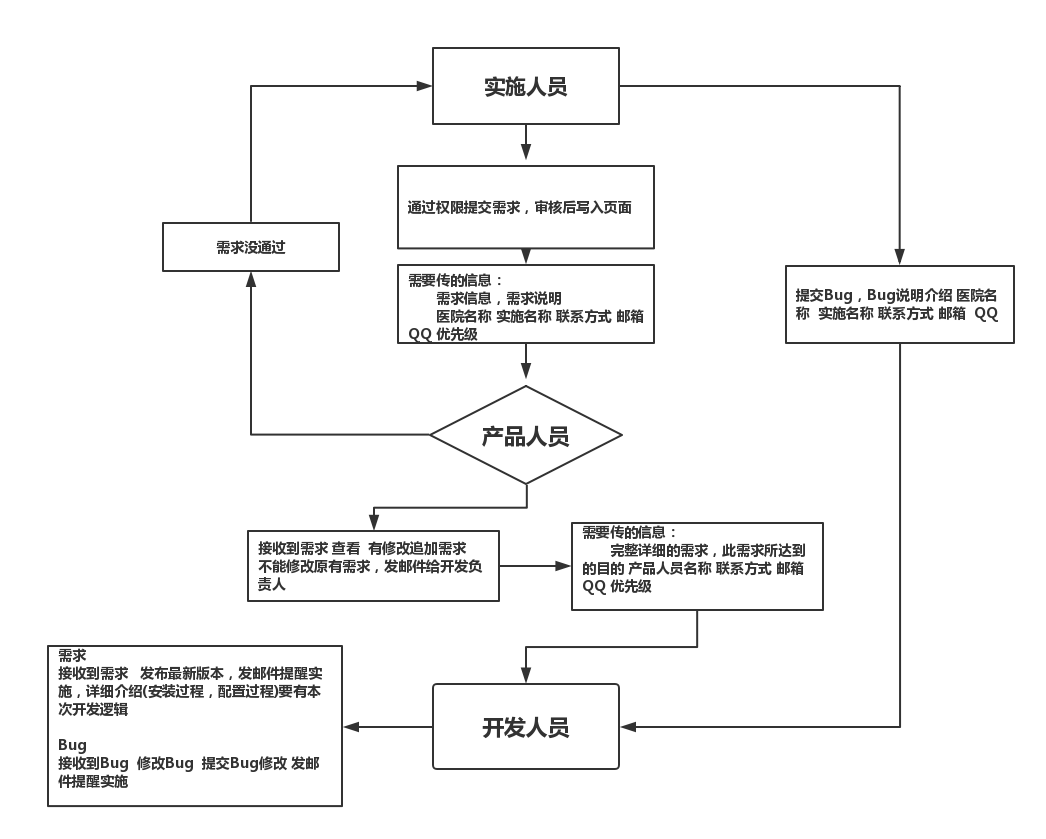 实施人员
通过权限提交需求，审核后写入页面
需求没通过
需要传的信息：
需求信息，需求说明
医院名称 实施名称 联系方式 邮箱
QQ 优先级
提交Bug，Bug说明介绍 医院名
称 实施名称 联系方式 邮箱 QQ
产品人员
接收到需求 查看 有修改追加需求
不能修改原有需求，发邮件给开发负
责人
需要传的信息：
完整详细的需求，此需求所达到
的目的 产品人员名称 联系方式 邮箱
QQ 优先级
需求
接收到需求 发布最新版本，发邮件提醒实
施，详细介绍(安装过程，配置过程)要有本
次开发逻辑
Bug
接收到Bug 修改Bug 提交Bug修改 发邮
件提醒实施
开发人员